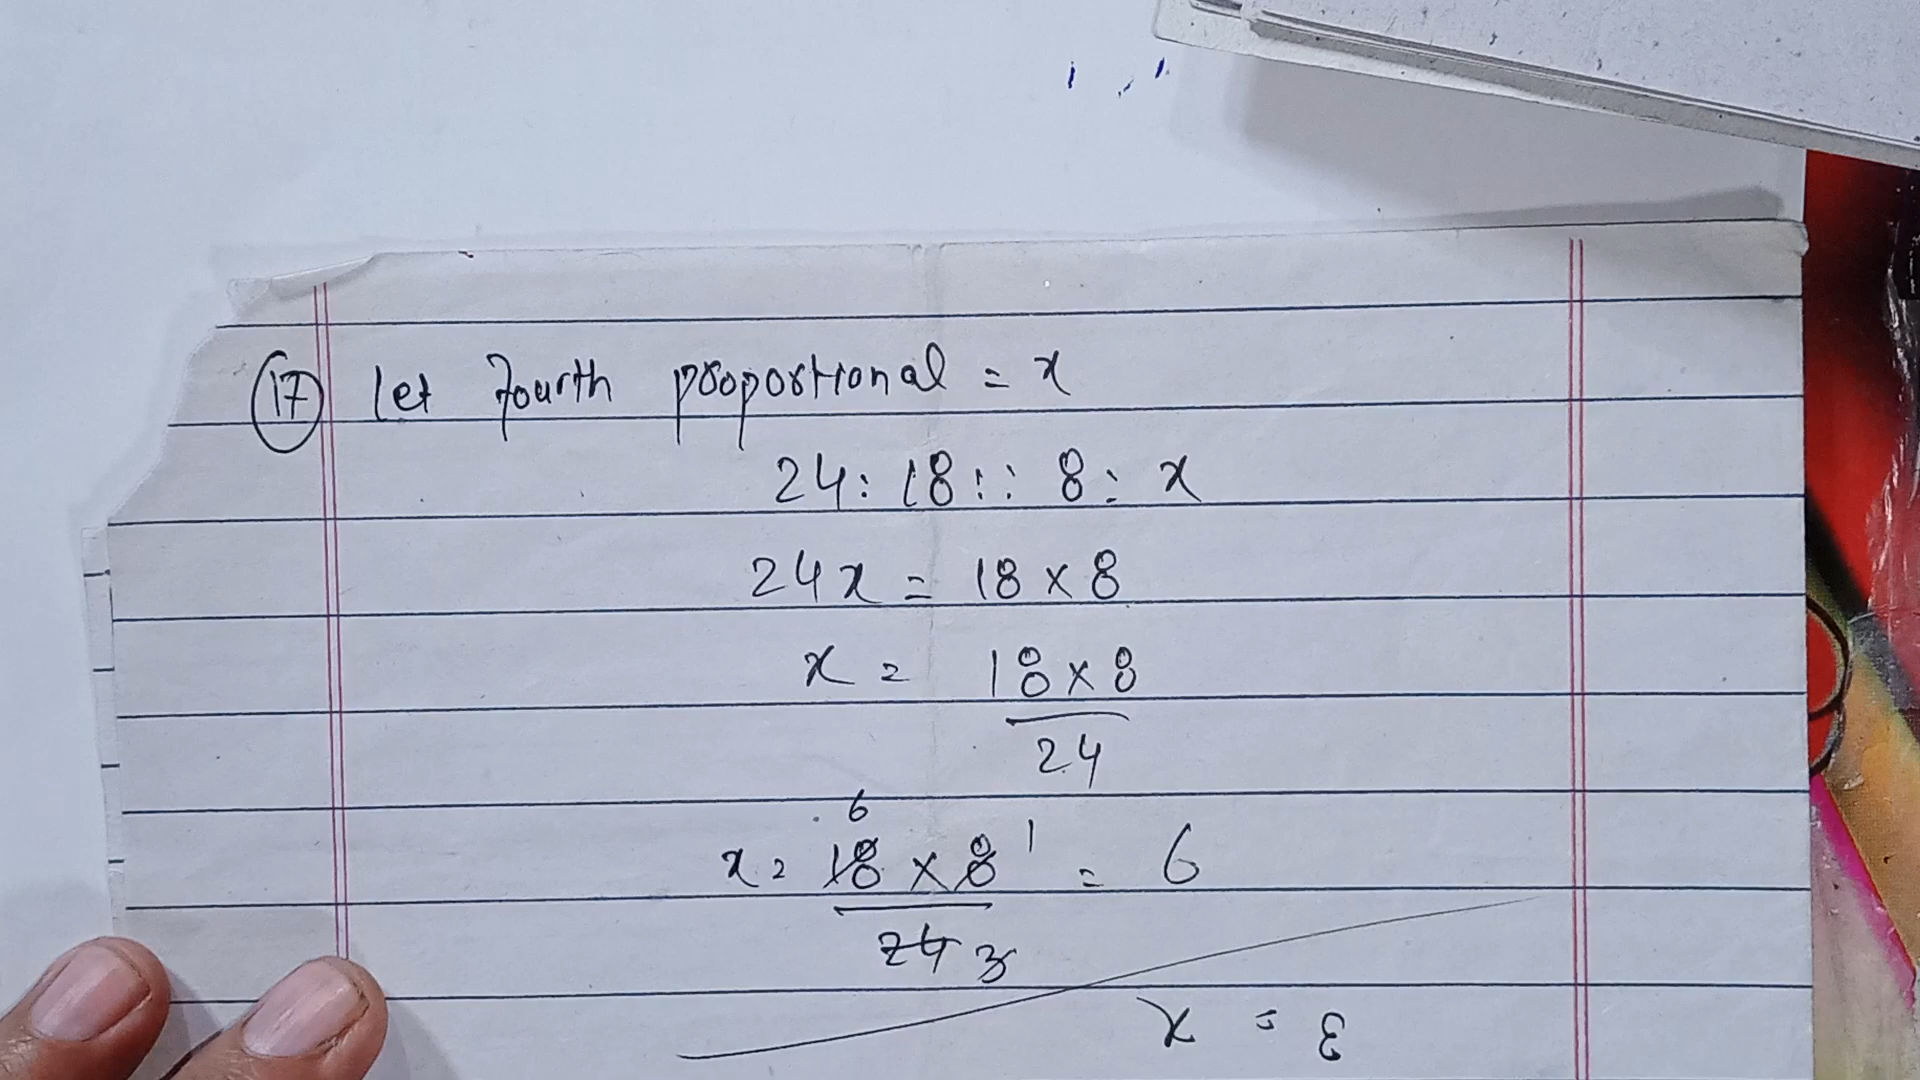 17 Let Fourth proportional = x
24 : 18 :: 8 : x
24x = 18 × 8
x = 18 × 8
24
6
x = 18 × 8 1 = 6
24 3
x =